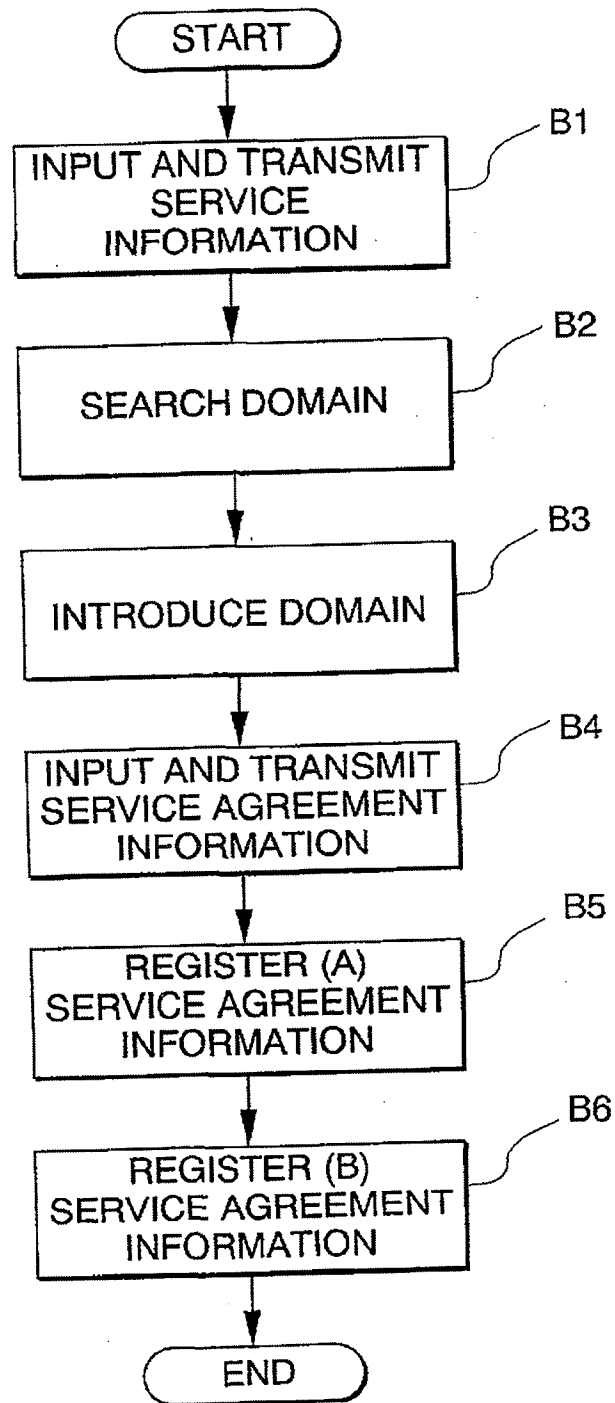 START
B1
INPUT AND TRANSMIT
SERVICE
INFORMATION
B2
SEARCH DOMAIN
B3
INTRODUCE DOMAIN
B4
INPUT AND TRANSMIT
SERVICE AGREEMENT
INFORMATION
B5
REGISTER (A)
SERVICE AGREEMENT
INFORMATION
B6
REGISTER (B)
SERVICE AGREEMENT
INFORMATION
END